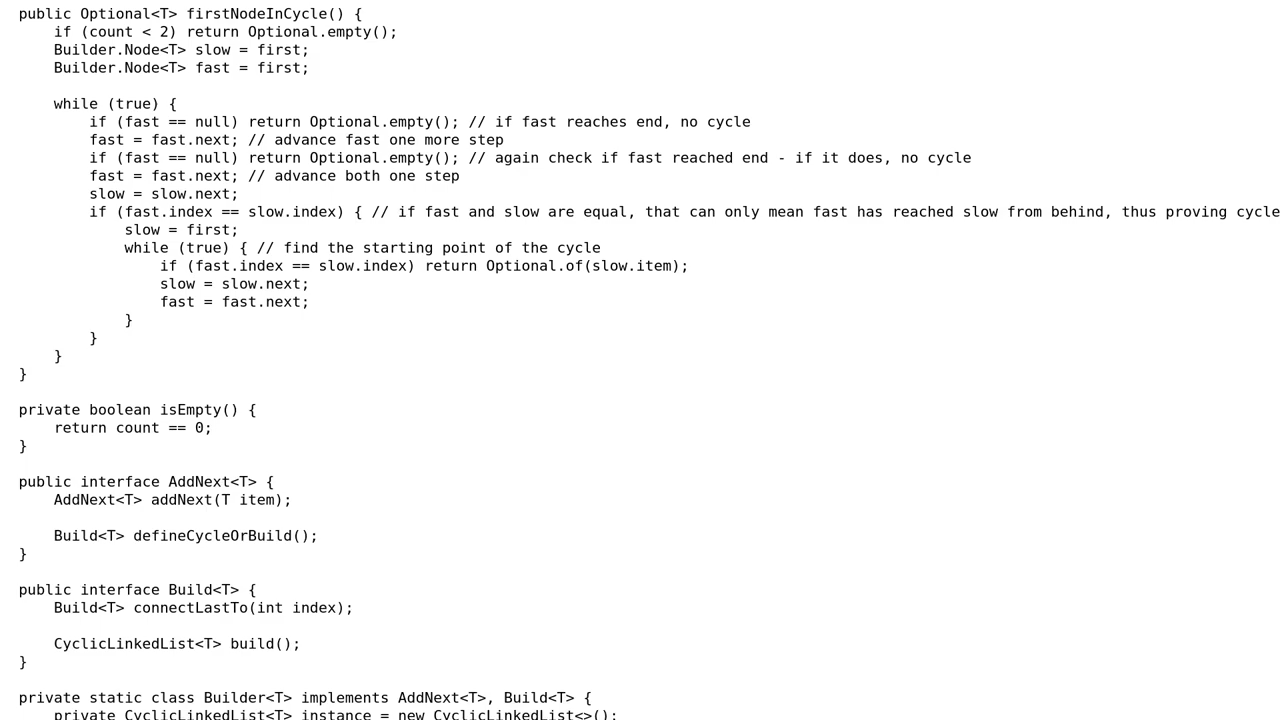 public Optional<T> firstNodeInCycle() {
    if (count < 2) return Optional.empty();
    Builder.Node<T> slow = first;
    Builder.Node<T> fast = first;

    while (true) {
        if (fast == null) return Optional.empty(); // if fast reaches end, no cycle
        fast = fast.next; // advance fast one more step
        if (fast == null) return Optional.empty(); // again check if fast reached end - if it does, no cycle
        fast = fast.next; // advance both one step
        slow = slow.next;
        if (fast.index == slow.index) { // if fast and slow are equal, that can only mean fast has reached slow from behind, thus proving cycle
            slow = first;
            while (true) { // find the starting point of the cycle
                if (fast.index == slow.index) return Optional.of(slow.item);
                slow = slow.next;
                fast = fast.next;
            }
        }
    }
}

private boolean isEmpty() {
    return count == 0;
}

public interface AddNext<T> {
    AddNext<T> addNext(T item);

    Build<T> defineCycleOrBuild();
}

public interface Build<T> {
    Build<T> connectLastTo(int index);

    CyclicLinkedList<T> build();
}

private static class Builder<T> implements AddNext<T>, Build<T> {
    private CyclicLinkedList<T> instance = new CyclicLinkedList<>();